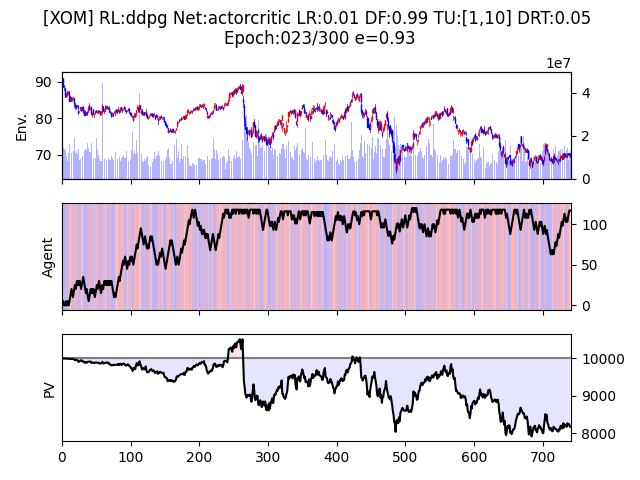 [XOM] RL:ddpg Net:actorcritic LR:0.01 DF:0.99 TU:[1,10] DRT:0.05
Epoch:023/300 e=0.93
1e7
90
80
70
Env.
4
2
0
Agent
100
50
0
PV
10000
9000
8000
0 100 200 300 400 500 600 700